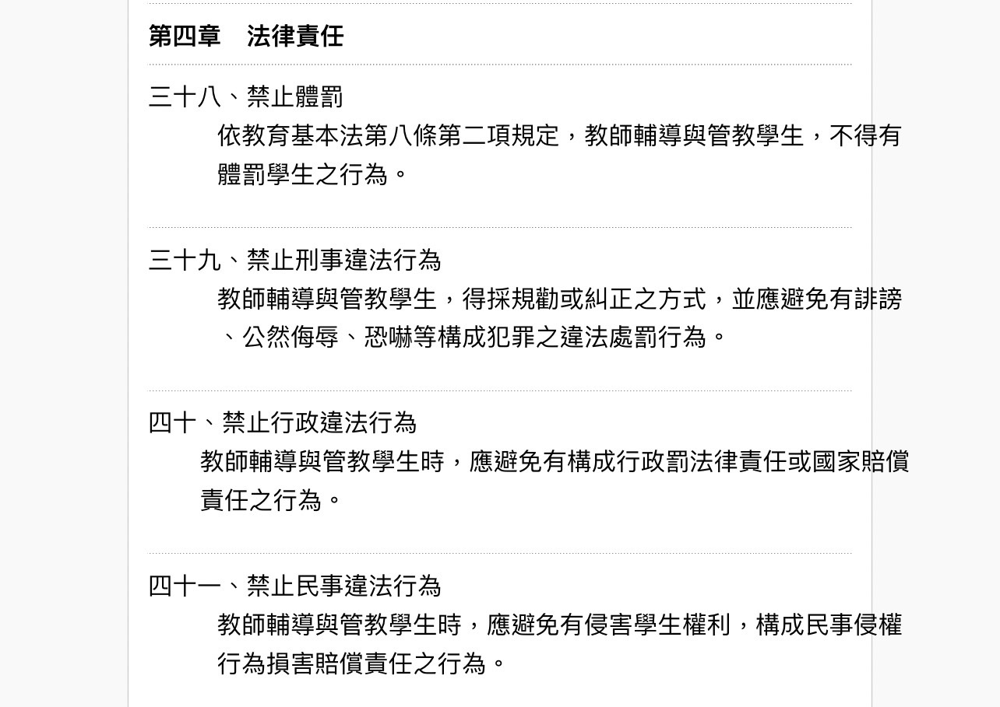 第四章　法律責任
三十八、禁止體罰
依教育基本法第八條第二項規定，教師輔導與管教學生，不得有
體罰學生之行為。
三十九、禁止刑事違法行為
教師輔導與管教學生，得採規勸或糾正之方式，並應避免有誹謗
、公然侮辱、恐嚇等構成犯罪之違法處罰行為。
四十、禁止行政違法行為
教師輔導與管教學生時，應避免有構成行政罰法律責任或國家賠償
責任之行為。
四十一、禁止民事違法行為
教師輔導與管教學生時，應避免有侵害學生權利，構成民事侵權
行為損害賠償責任之行為。